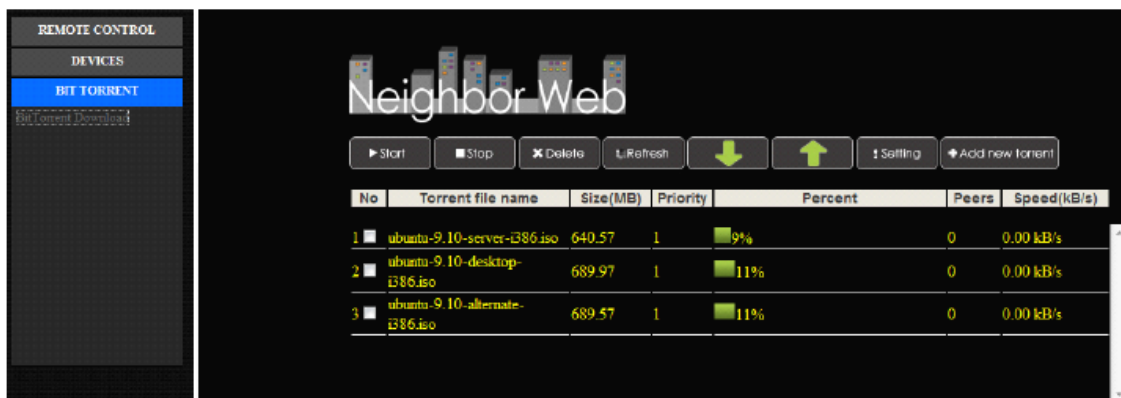 REMOTE CONTROL
DEVICES
BIT TORRENT
BitTorrent Download
Neighbor Web
Start Stop Delete Refresh Setting Add new torrent
No Torrent file name Size(MB) Priority Percent Peers Speed(kB/s)
1 ubuntu-9.10-server-i386.iso 640.57 1 9% 0 0.00 kB/s
2 ubuntu-9.10-desktop-
i386.iso 689.97 1 11% 0 0.00 kB/s
3 ubuntu-9.10-alternate-
i386.iso 689.57 1 11% 0 0.00 kB/s